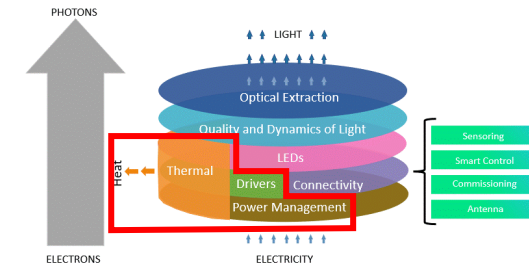 PHOTONS
LIGHT
Optical Extraction
Quality and Dynamics of Light
LEDs
Heat
Thermal
Drivers
Connectivity
Power Management
Sensoring
Smart Control
Commissioning
Antenna
ELECTRONS
ELECTRICITY